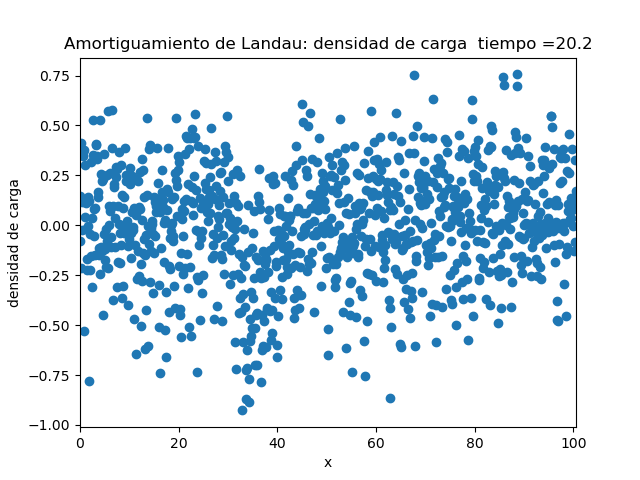 Amortiguamiento de Landau: densidad de carga  tiempo =20.2
densidad de carga
0.75
0.50
0.25
0.00
−0.25
−0.50
−0.75
−1.00
0 20 40 60 80 100
x